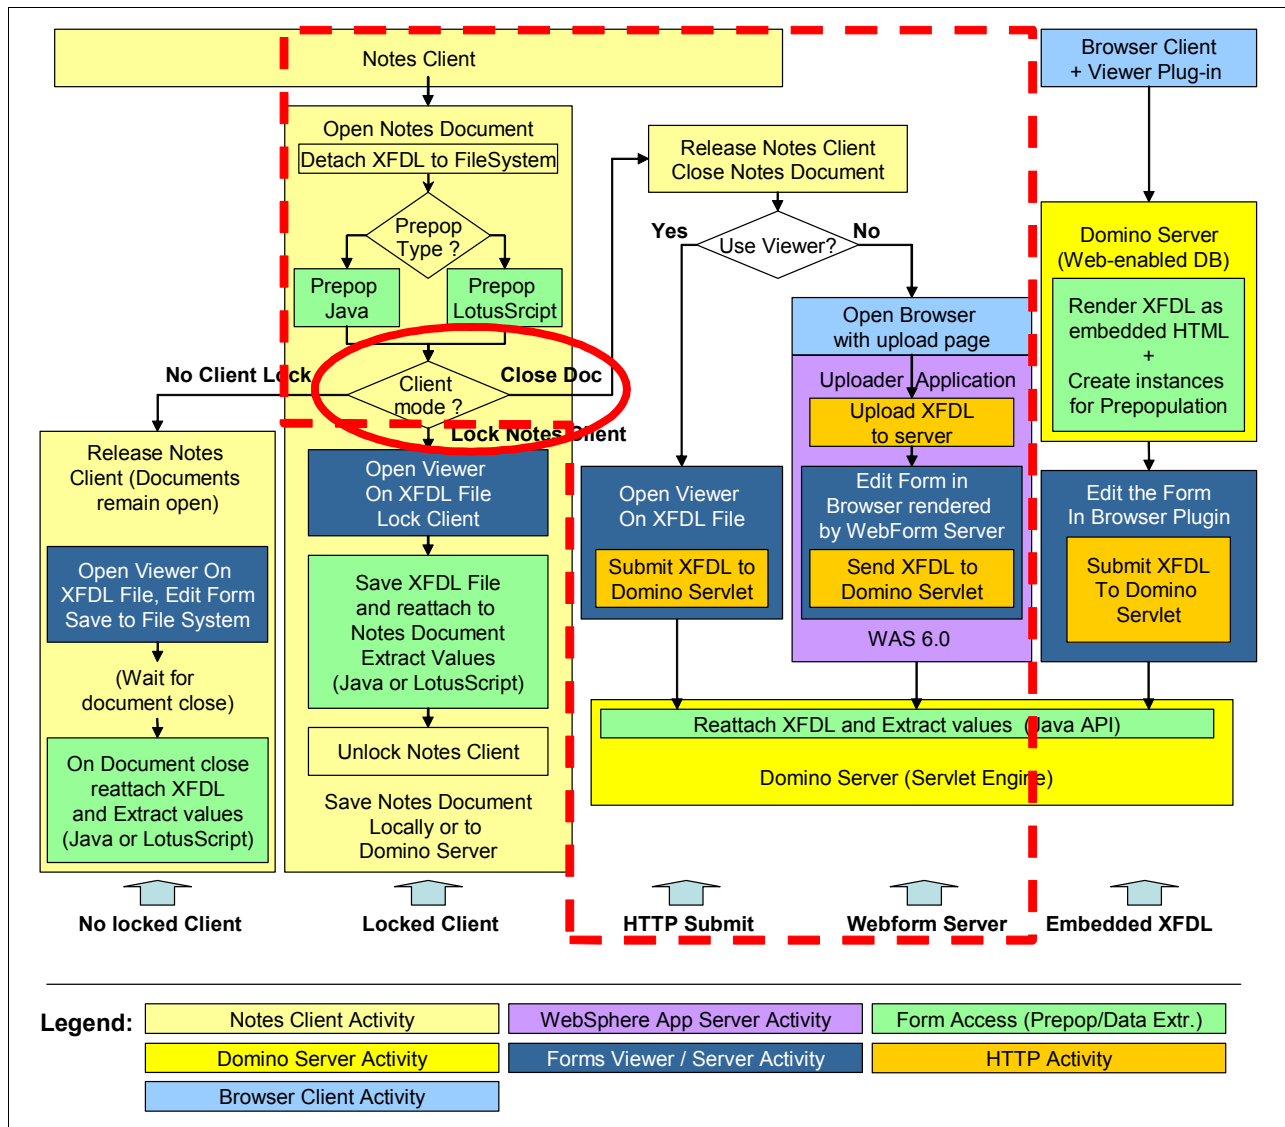 Notes Client
Browser Client
+ Viewer Plug-in
Open Notes Document
Detach XFDL to FileSystem
Prepop
Type ?
Prepop
Java
Prepop
LotusSrcipt
No Client Lock
Client
mode ?
Close Doc
Lock Notes Client
Release Notes Client
Close Notes Document
Yes
Use Viewer?
No
Open Browser
with upload page
Uploader Application
Upload XFDL
to server
Edit Form in
Browser rendered
by WebForm Server
Send XFDL to
Domino Servlet
WAS 6.0
Domino Server
(Web-enabled DB)
Render XFDL as
embedded HTML
+
Create instances
for Prepopulation
Release Notes
Client (Documents
remain open)
Open Viewer On
XFDL File, Edit Form
Save to File System
(Wait for
document close)
On Document close
reattach XFDL
and Extract values
(Java or LotusScript)
Open Viewer
On XFDL File
Lock Client
Save XFDL File
and reattach to
Notes Document
Extract Values
(Java or LotusScript)
Unlock Notes Client
Save Notes Document
Locally or to
Domino Server
Open Viewer
On XFDL File
Submit XFDL to
Domino Servlet
Edit the Form
In Browser Plugin
Submit XFDL
To Domino
Servlet
Reattach XFDL and Extract values (Java API)
Domino Server (Servlet Engine)
No locked Client
Locked Client
HTTP Submit
Webform Server
Embedded XFDL
Legend:
Notes Client Activity
WebSphere App Server Activity
Form Access (Prepop/Data Extr.)
Domino Server Activity
Forms Viewer / Server Activity
HTTP Activity
Browser Client Activity